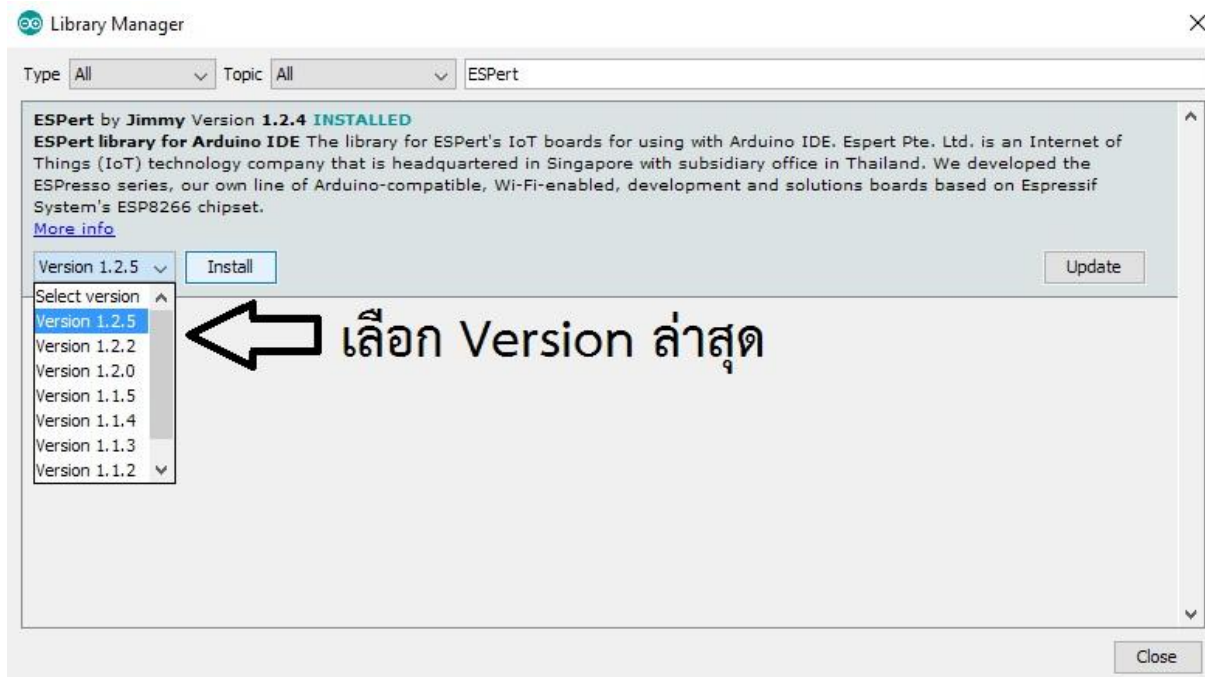 Library Manager
Type All Topic All ESPert
ESPert by Jimmy Version 1.2.4 INSTALLED
ESPert library for Arduino IDE The library for ESPert's IoT boards for using with Arduino IDE. Espert Pte. Ltd. is an Internet of
Things (IoT) technology company that is headquartered in Singapore with subsidiary office in Thailand. We developed the
ESPresso series, our own line of Arduino-compatible, Wi-Fi-enabled, development and solutions boards based on Espressif
System's ESP8266 chipset.
More info
Version 1.2.5 Install Update
Select version
Version 1.2.5
เลือก Version ล่าสุด
Version 1.2.2
Version 1.2.0
Version 1.1.5
Version 1.1.4
Version 1.1.3
Version 1.1.2
Close